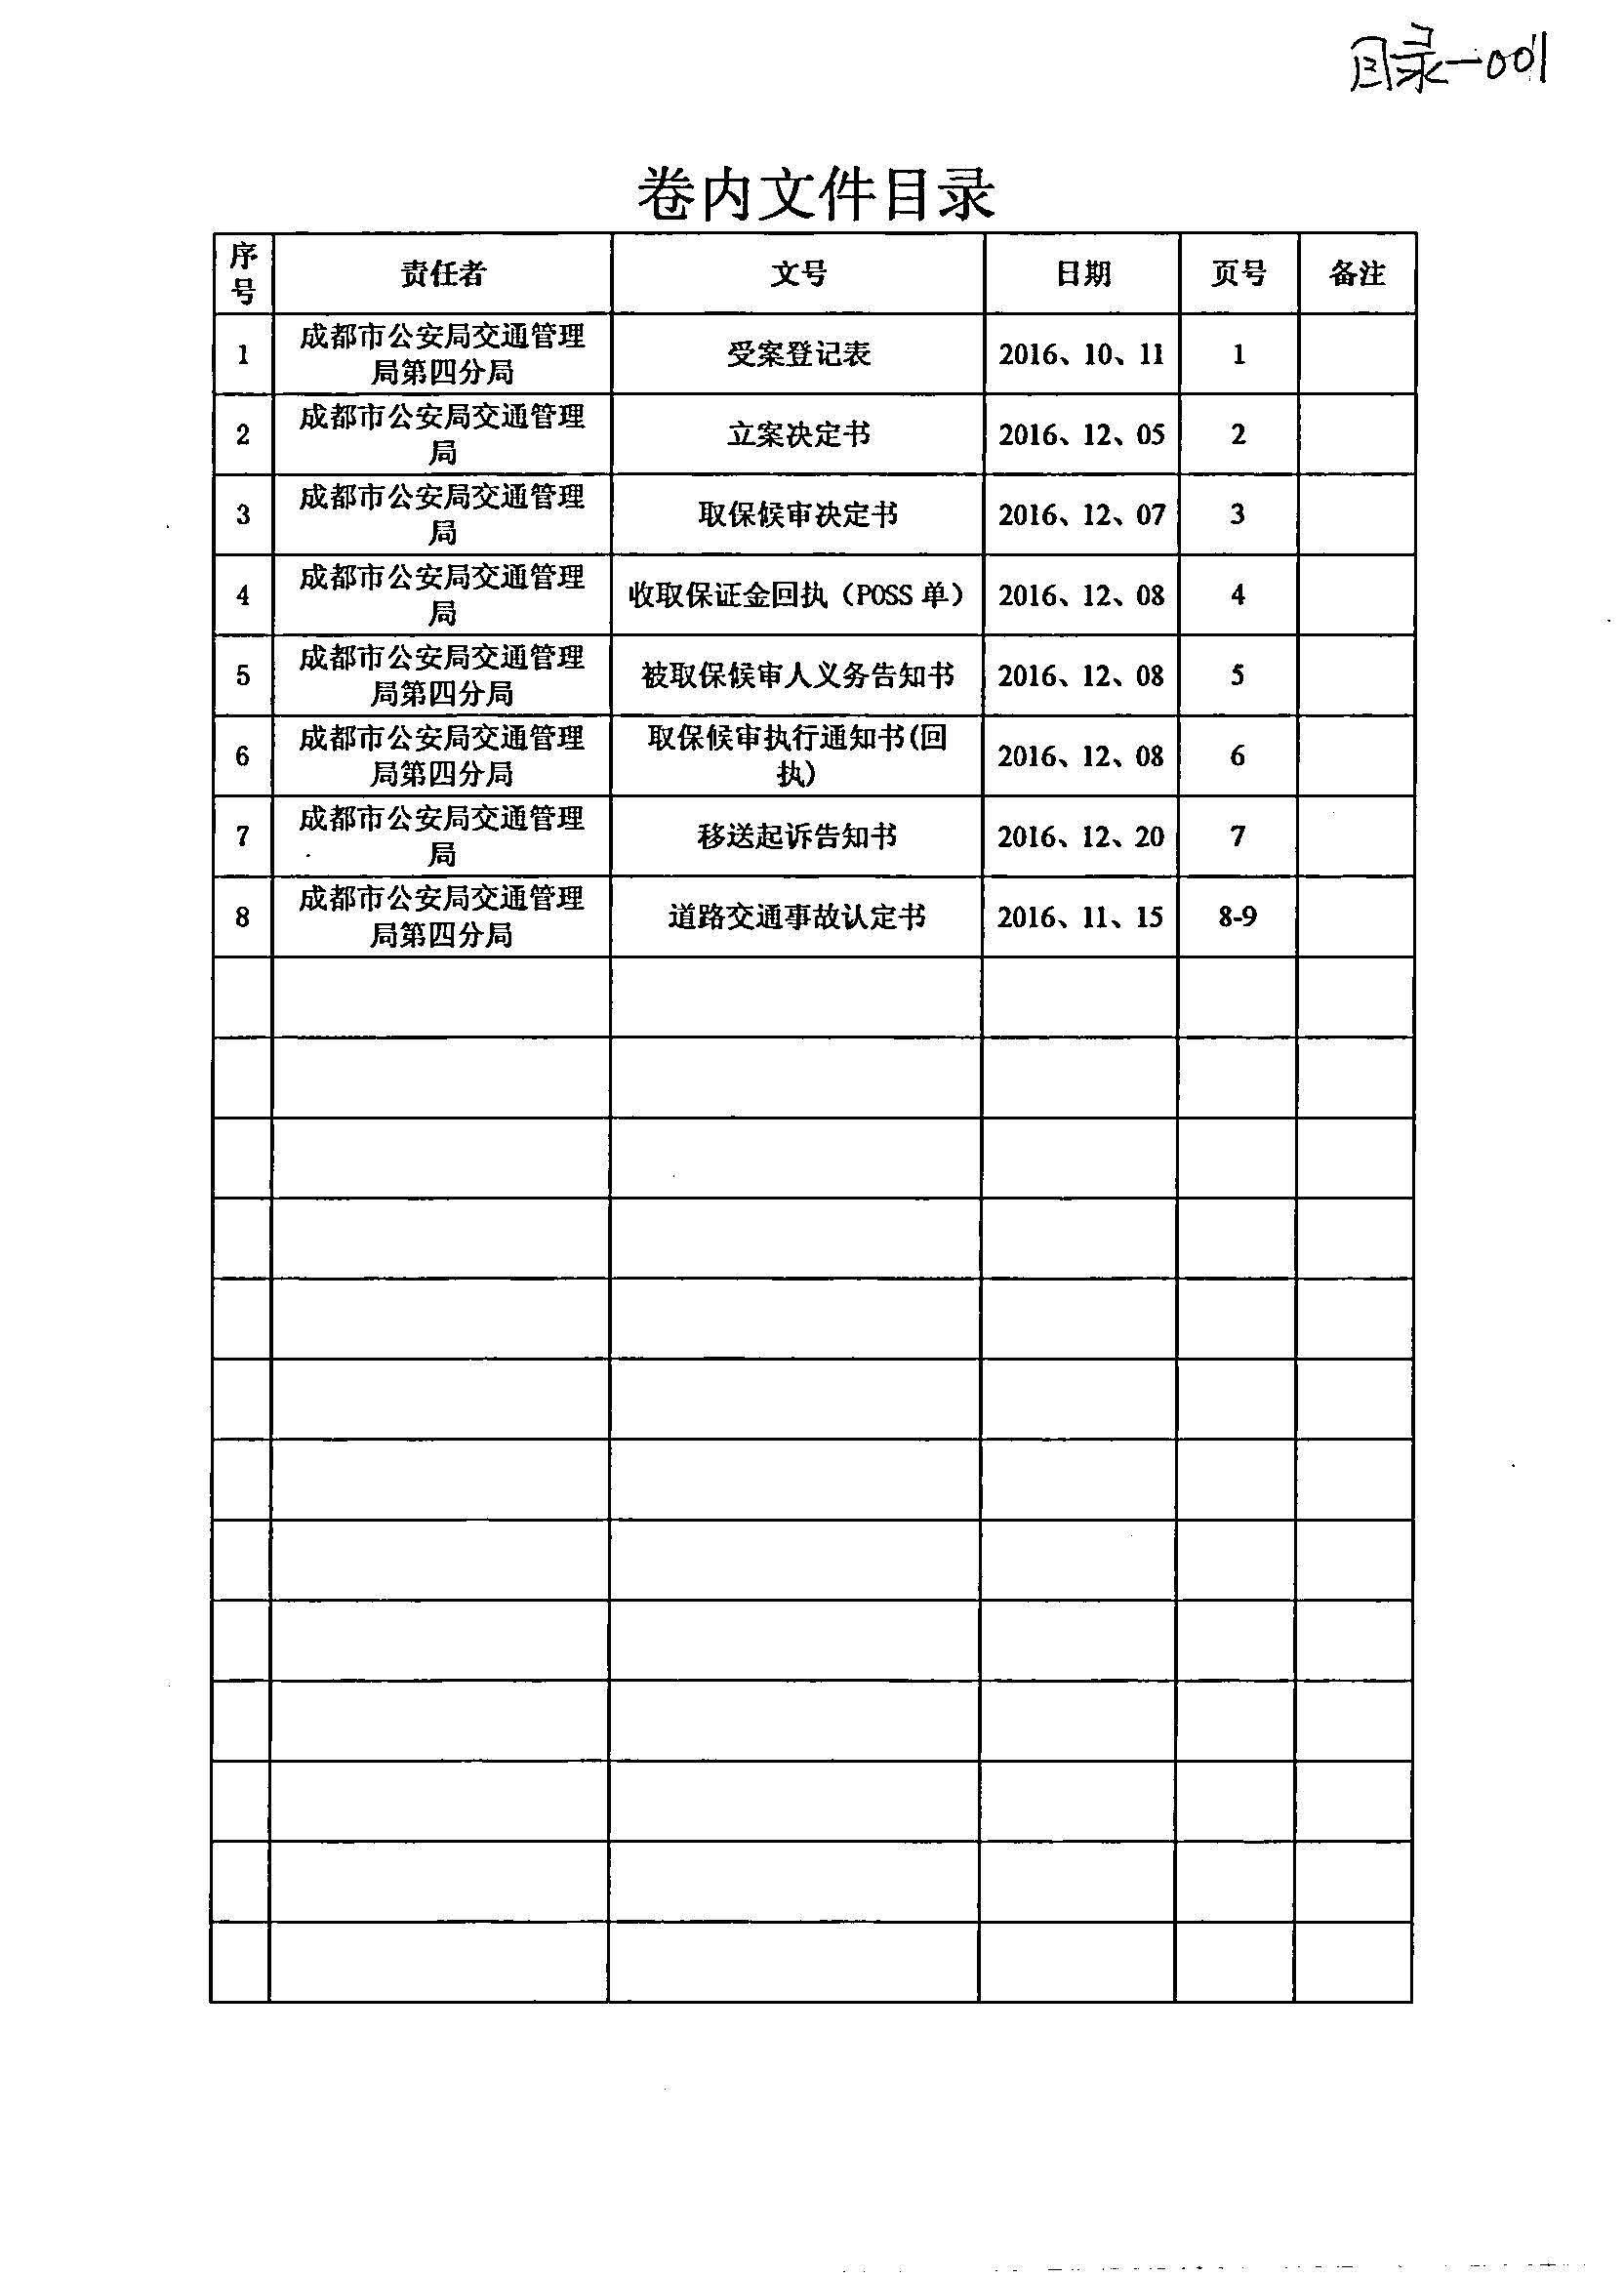 目录-001
卷内文件目录
序号 责任者 文号 日期 页号 备注
1 成都市公安局交通管理局第四分局 受案登记表 2016、10、11 1
2 成都市公安局交通管理局 立案决定书 2016、12、05 2
3 成都市公安局交通管理局 取保候审决定书 2016、12、07 3
4 成都市公安局交通管理局 收取保证金回执（POSS 单） 2016、12、08 4
5 成都市公安局交通管理局第四分局 被取保候审人义务告知书 2016、12、08 5
6 成都市公安局交通管理局第四分局 取保候审执行通知书(回执) 2016、12、08 6
7 成都市公安局交通管理局 移送起诉告知书 2016、12、20 7
8 成都市公安局交通管理局第四分局 道路交通事故认定书 2016、11、15 8-9